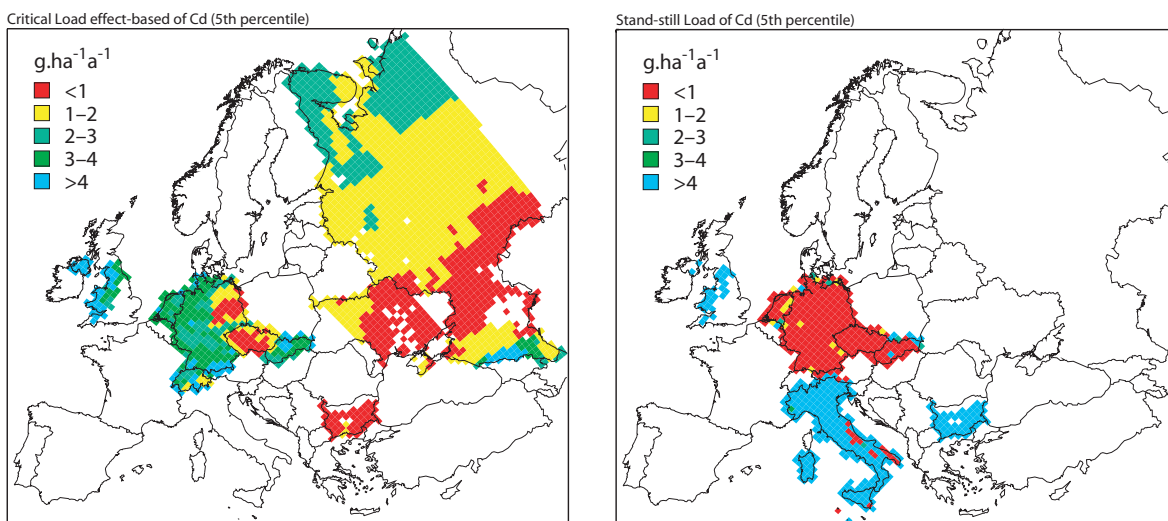 Critical Load effect-based of Cd (5th percentile)
g.ha⁻¹a⁻¹
<1
1–2
2–3
3–4
>4
Stand-still Load of Cd (5th percentile)
g.ha⁻¹a⁻¹
<1
1–2
2–3
3–4
>4